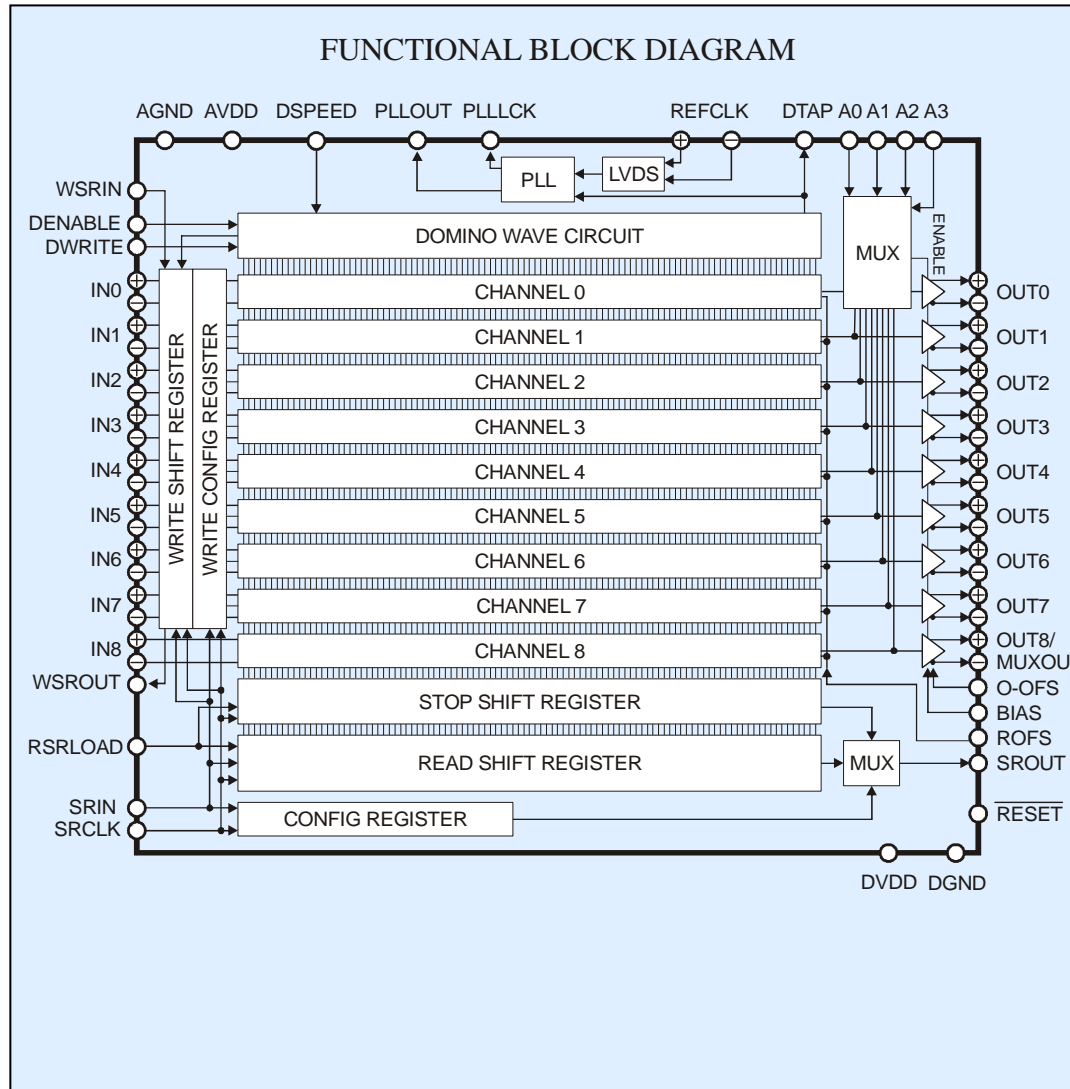 FUNCTIONAL BLOCK DIAGRAM
AGND AVDD DSPEED PLLOUT PLLLCK REFCLK DTAP A0 A1 A2 A3
WSRIN
PLL
LVDS
DENABLE
DWRITE
DOMINO WAVE CIRCUIT
MUX
ENABLE
IN0
CHANNEL 0
OUT0
IN1
CHANNEL 1
OUT1
IN2
CHANNEL 2
OUT2
IN3
CHANNEL 3
OUT3
IN4
CHANNEL 4
OUT4
IN5
CHANNEL 5
OUT5
IN6
CHANNEL 6
OUT6
IN7
CHANNEL 7
OUT7
IN8
CHANNEL 8
OUT8/
MUXOU
WRITE SHIFT REGISTER
WRITE CONFIG REGISTER
WSROUT
STOP SHIFT REGISTER
O-OFS
BIAS
ROFS
RSRLOAD
READ SHIFT REGISTER
MUX
SROUT
SRIN
SRCLK
CONFIG REGISTER
RESET
DVDD DGND